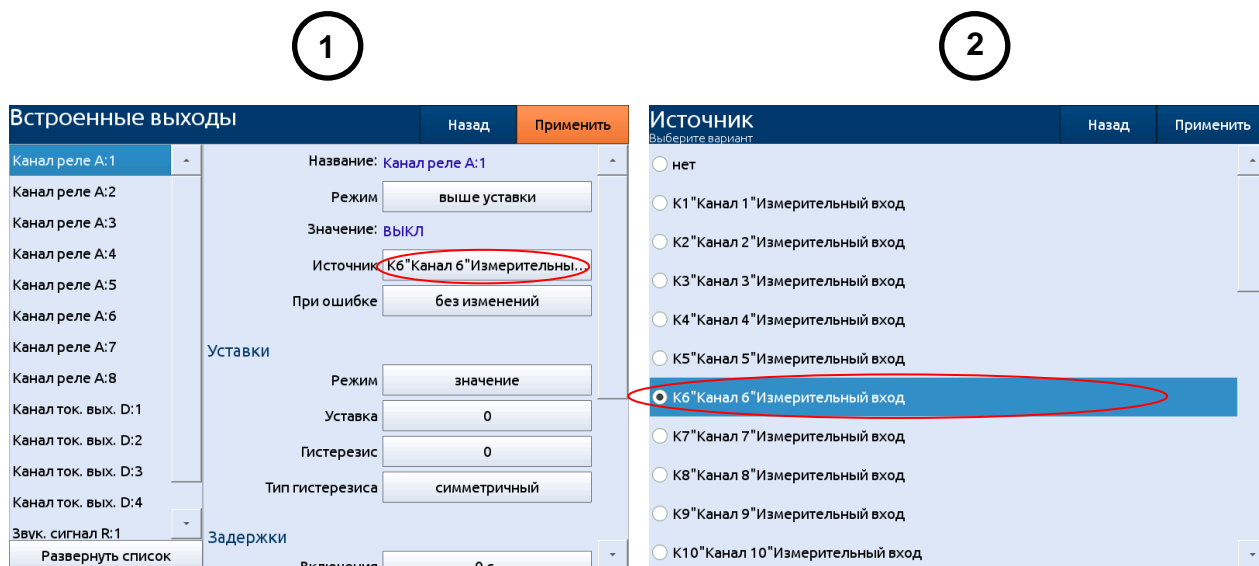 1
2
Встроенные выходы
Назад
Применить
Канал реле A:1
Канал реле A:2
Канал реле A:3
Канал реле A:4
Канал реле A:5
Канал реле A:6
Канал реле A:7
Канал реле A:8
Канал ток. вых. D:1
Канал ток. вых. D:2
Канал ток. вых. D:3
Канал ток. вых. D:4
Звук. сигнал R:1
Развернуть список
Название: Канал реле A:1
Режим выше уставки
Значение: ВЫКЛ
Источник К6"Канал 6"Измерительны...
При ошибке без изменений
Уставки
Режим значение
Уставка 0
Гистерезис 0
Тип гистерезиса симметричный
Задержки
Включения 0 с
Источник
Выберите вариант
Назад
Применить
нет
К1"Канал 1"Измерительный вход
К2"Канал 2"Измерительный вход
К3"Канал 3"Измерительный вход
К4"Канал 4"Измерительный вход
К5"Канал 5"Измерительный вход
К6"Канал 6"Измерительный вход
К7"Канал 7"Измерительный вход
К8"Канал 8"Измерительный вход
К9"Канал 9"Измерительный вход
К10"Канал 10"Измерительный вход